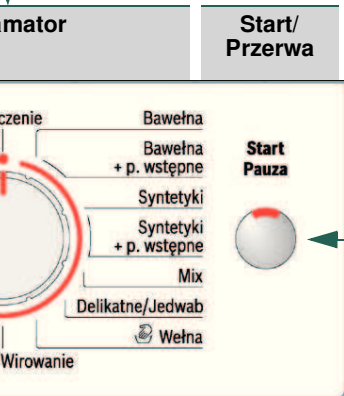 amator
Start/
Przerwa
czenie
Bawełna
Bawełna
+ p. wstępne
Syntetyki
Syntetyki
+ p. wstępne
Mix
Delikatne/Jedwab
Wełna
Wirowanie
Start
Pauza